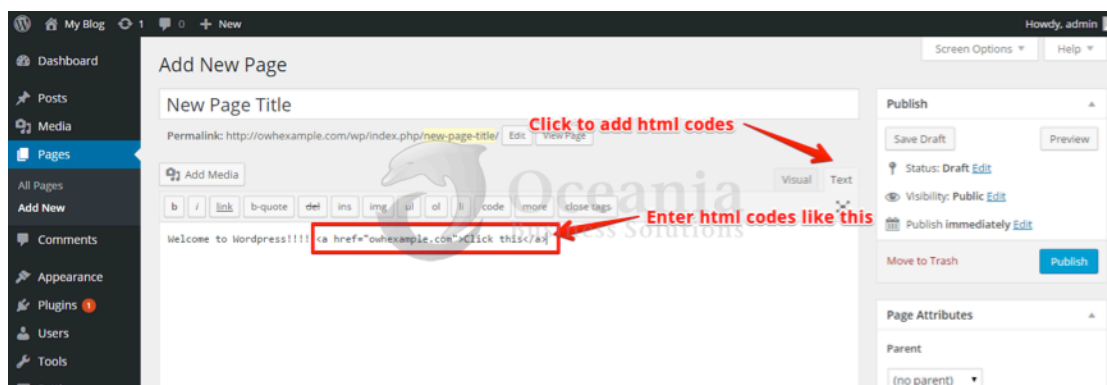 My Blog 1 0 + New Howdy, admin
Dashboard
Posts
Media
Pages
All Pages
Add New
Comments
Appearance
Plugins 1
Users
Tools
Screen Options Help
Add New Page
New Page Title
Permalink: http://owhexample.com/wp/index.php/new-page-title/ Edit View Page
Click to add html codes
Add Media
Visual Text
b i link b-quote del ins img ul ol li code more close tags
Enter html codes like this
Welcome to Wordpress!!!! <a href="owhexample.com">Click this</a>
Oceania
Business Solutions
Publish
Save Draft Preview
Status: Draft Edit
Visibility: Public Edit
Publish immediately Edit
Move to Trash Publish
Page Attributes
Parent
(no parent)